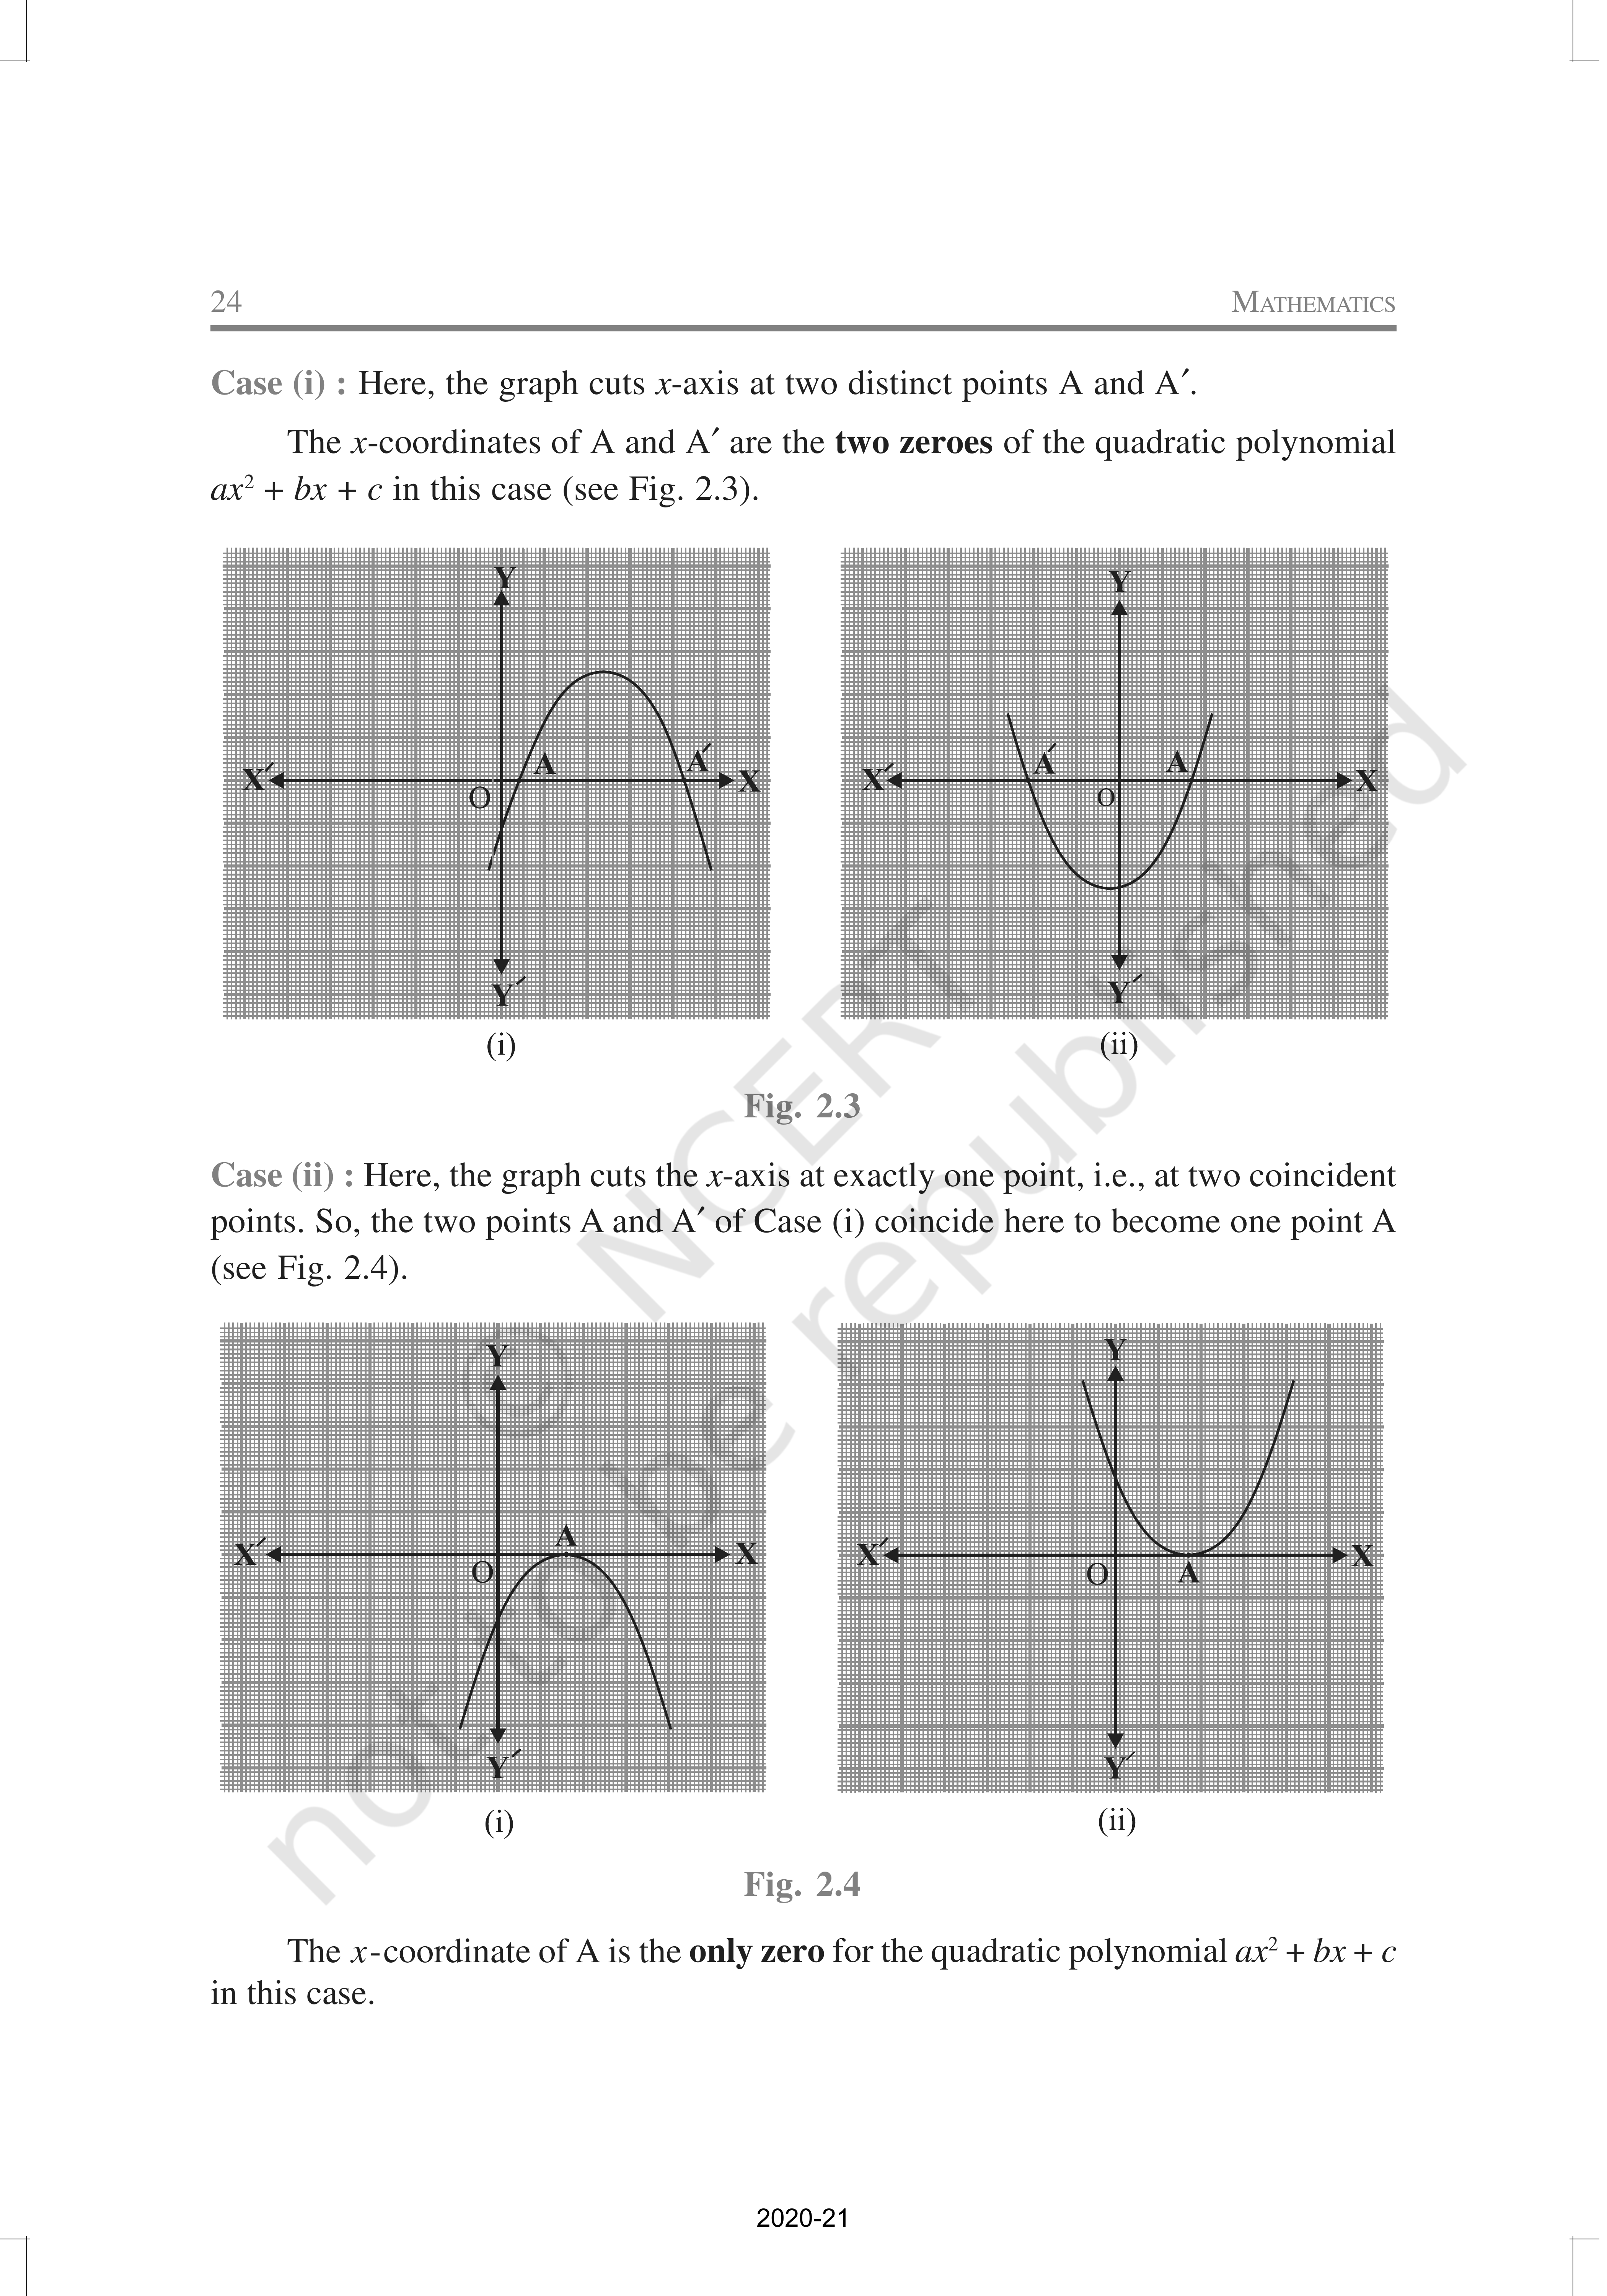 24 MATHEMATICS
Case (i) : Here, the graph cuts x-axis at two distinct points A and A′.
The x-coordinates of A and A′ are the two zeroes of the quadratic polynomial
ax² + bx + c in this case (see Fig. 2.3).
Y Y
A A′ A′ A
X′ X X′ X
O O
Y′ Y′
(i) (ii)
Fig. 2.3
Case (ii) : Here, the graph cuts the x-axis at exactly one point, i.e., at two coincident
points. So, the two points A and A′ of Case (i) coincide here to become one point A
(see Fig. 2.4).
Y Y
A
X′ X X′ X
O O A
Y′ Y′
(i) (ii)
Fig. 2.4
The x-coordinate of A is the only zero for the quadratic polynomial ax² + bx + c
in this case.
2020-21
© NCERT
not to be republished